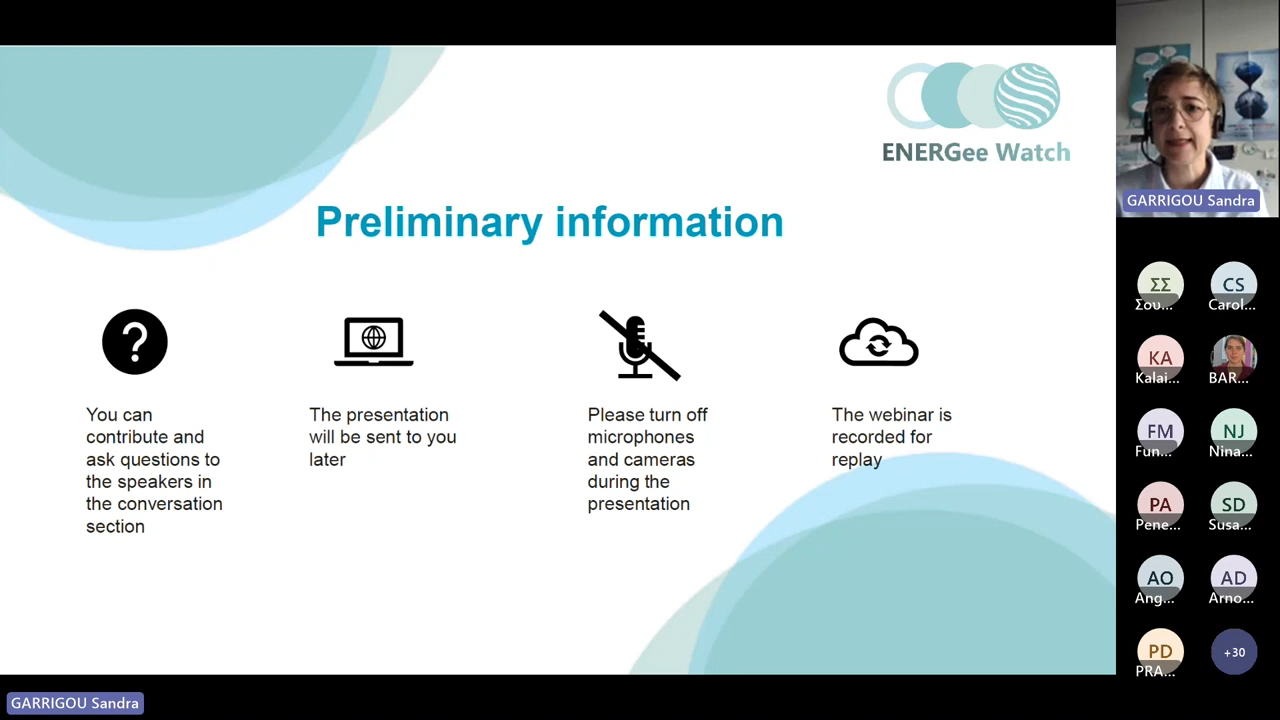 ENERGee Watch
Preliminary information
You can
contribute and
ask questions to
the speakers in
the conversation
section
The presentation
will be sent to you
later
Please turn off
microphones
and cameras
during the
presentation
The webinar is
recorded for
replay
GARRIGOU Sandra
ΣΣ
Σου...
CS
Carol...
KA
Kalai...
BAR...
FM
Fun...
NJ
Nina...
PA
Pene...
SD
Susa...
AO
Ang...
AD
Arno...
PD
PRA...
+30
GARRIGOU Sandra